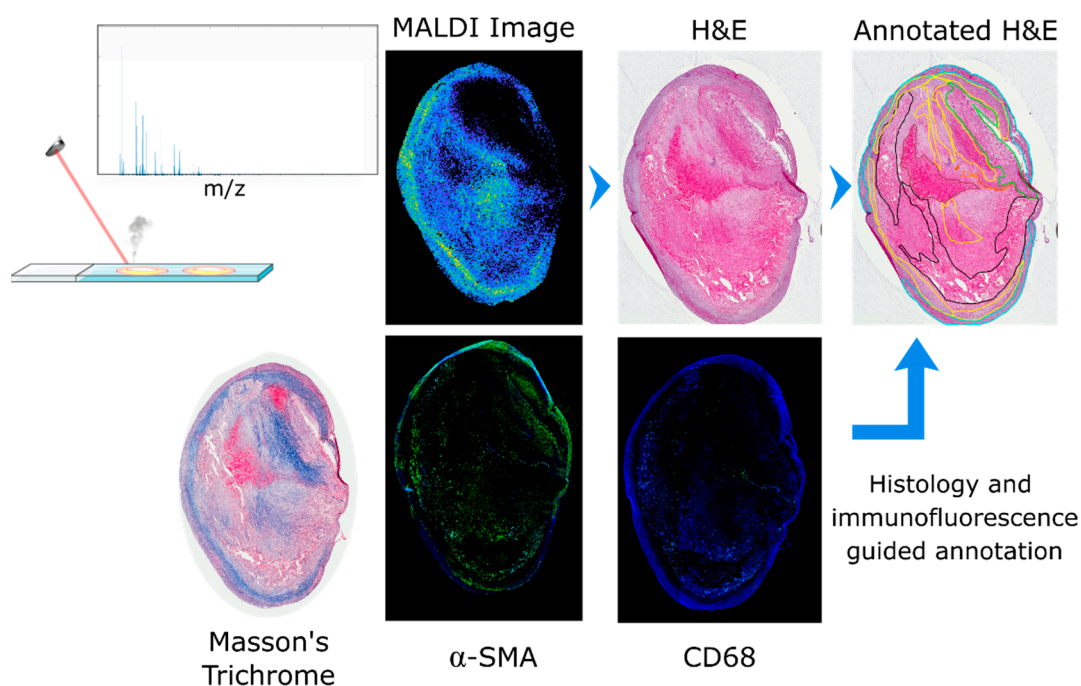 MALDI Image
H&E
Annotated H&E
m/z
Masson's
Trichrome
α-SMA
CD68
Histology and
immunofluorescence
guided annotation